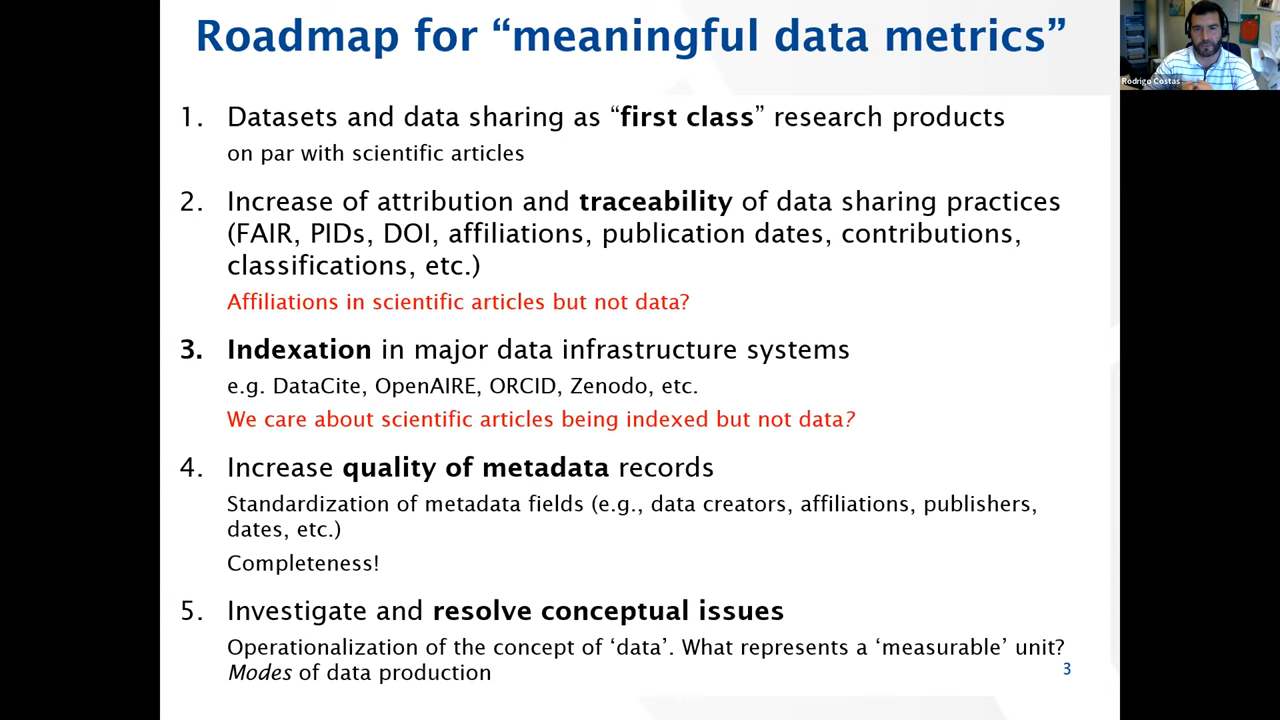 Roadmap for “meaningful data metrics”
Rodrigo Costas
1. Datasets and data sharing as “first class” research products
on par with scientific articles
2. Increase of attribution and traceability of data sharing practices
(FAIR, PIDs, DOI, affiliations, publication dates, contributions,
classifications, etc.)
Affiliations in scientific articles but not data?
3. Indexation in major data infrastructure systems
e.g. DataCite, OpenAIRE, ORCID, Zenodo, etc.
We care about scientific articles being indexed but not data?
4. Increase quality of metadata records
Standardization of metadata fields (e.g., data creators, affiliations, publishers,
dates, etc.)
Completeness!
5. Investigate and resolve conceptual issues
Operationalization of the concept of ‘data’. What represents a ‘measurable’ unit?
Modes of data production
3